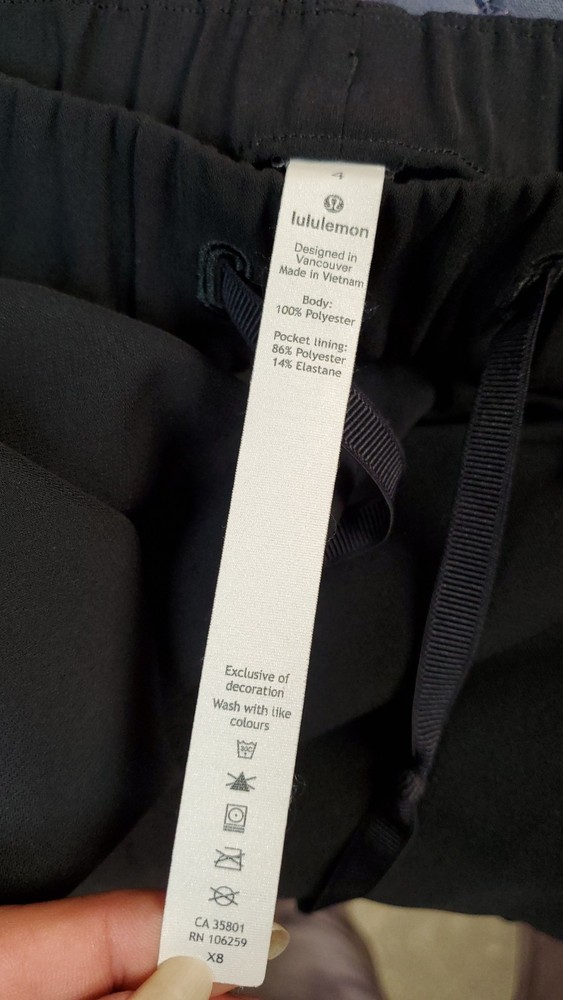 4
lululemon
Designed in
Vancouver
Made in Vietnam
Body:
100% Polyester
Pocket lining:
86% Polyester
14% Elastane
Exclusive of
decoration
Wash with like
colours
30C
CA 35801
RN 106259
X8